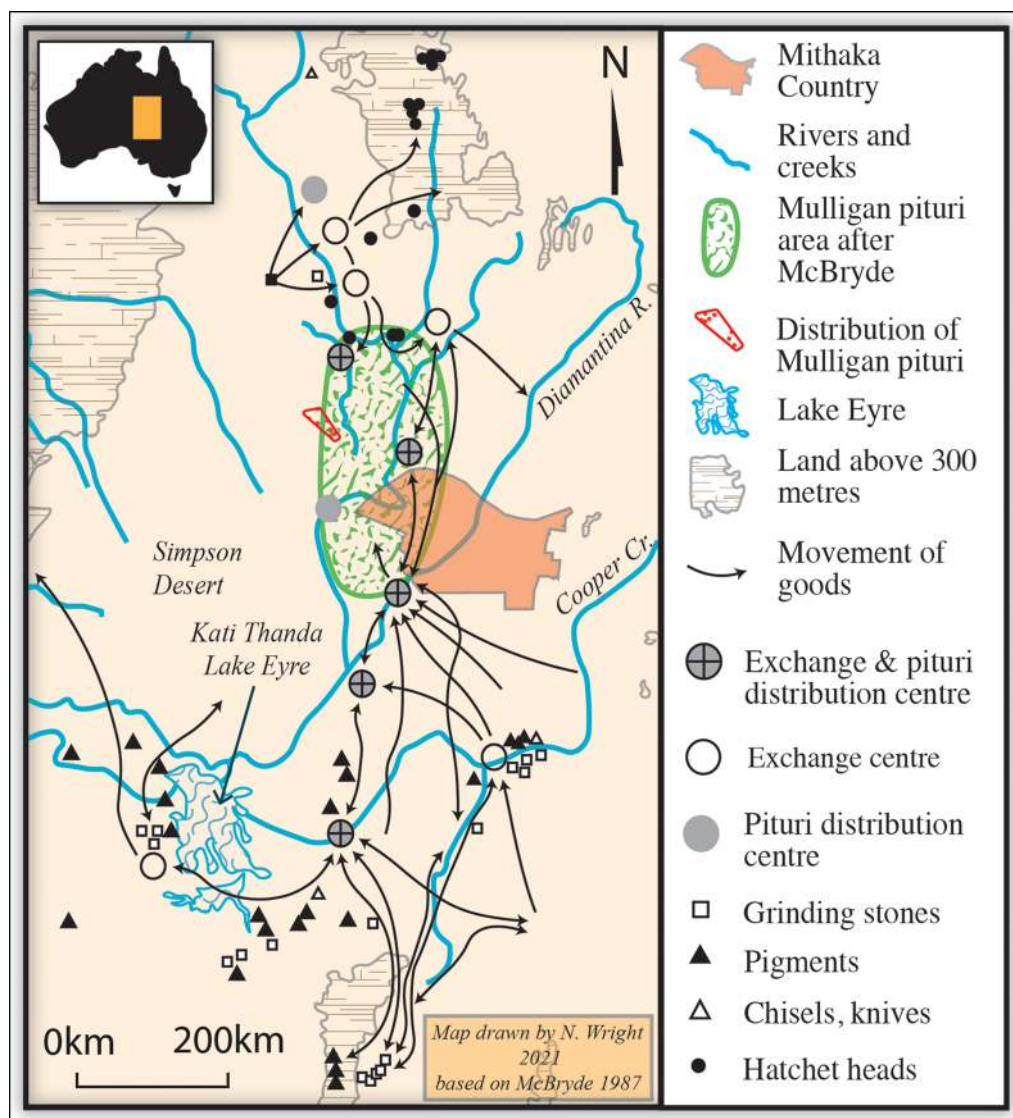 N
Diamantina R.
Cooper Cr.
Simpson
Desert
Kati Thanda
Lake Eyre
0km
200km
Map drawn by N. Wright
2021
based on McBryde 1987
Mithaka
Country
Rivers and
creeks
Mulligan pituri
area after
McBryde
Distribution of
Mulligan pituri
Lake Eyre
Land above 300
metres
Movement of
goods
Exchange & pituri
distribution centre
Exchange centre
Pituri distribution
centre
Grinding stones
Pigments
Chisels, knives
Hatchet heads